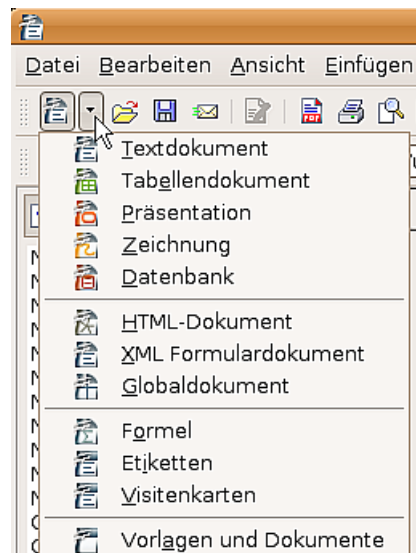 Datei Bearbeiten Ansicht Einfügen
PDF
Textdokument
Tabellendokument
Präsentation
Zeichnung
Datenbank
HTML-Dokument
XML Formulardokument
Globaldokument
Formel
Etiketten
Visitenkarten
Vorlagen und Dokumente